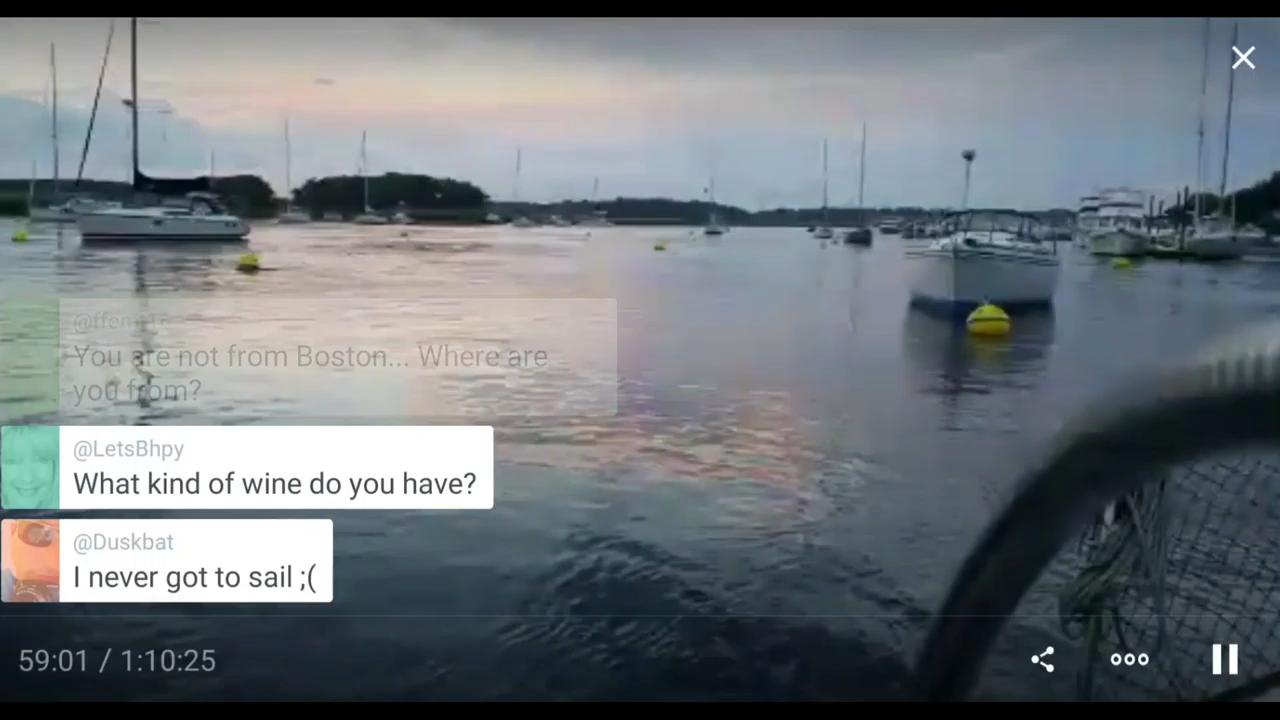 You are not from Boston... Where are
you from?
@LetsBhpy
What kind of wine do you have?
@Duskbat
I never got to sail ;(
59:01 / 1:10:25